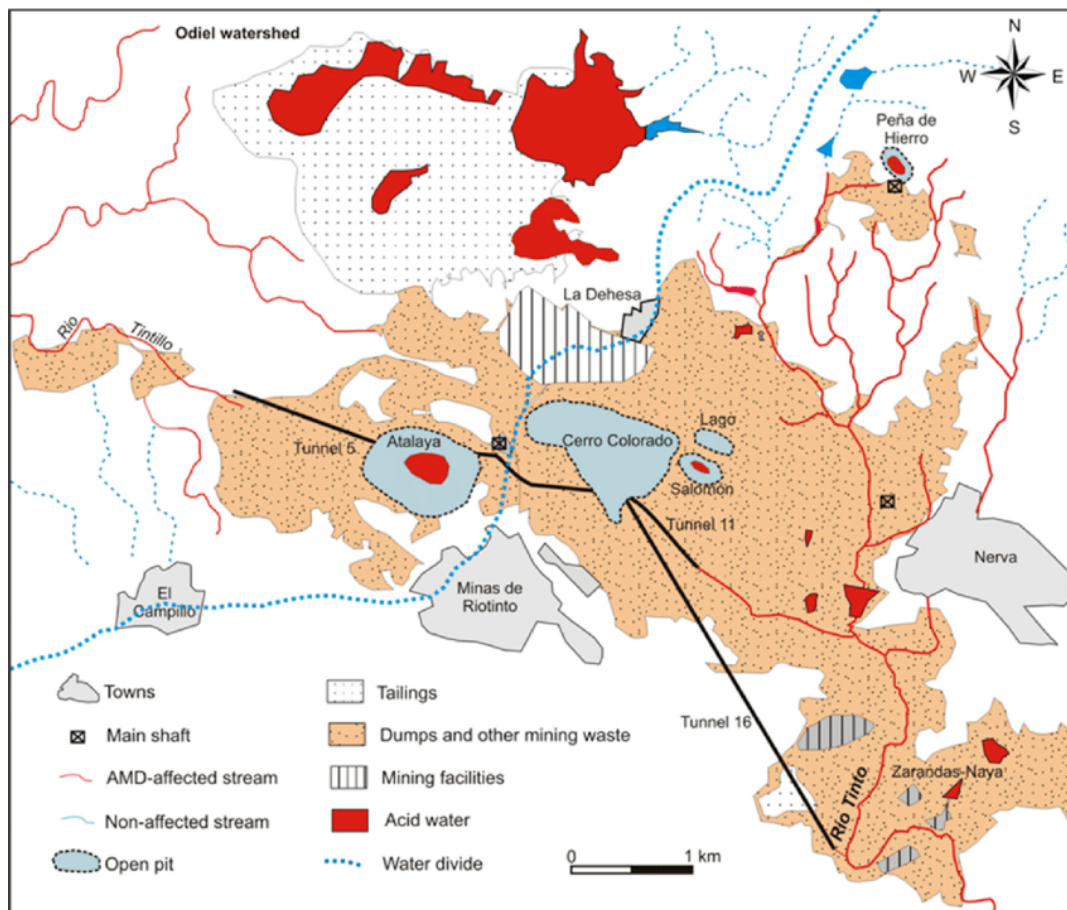 Odiel watershed
N
W
E
S
Peña de
Hierro
La Dehesa
Rio
Tintillo
Lago
Atalaya
Cerro Colorado
Tunnel 5
Salomón
Tunnel 11
Nerva
El
Campillo
Minas de
Riotinto
Towns
Tailings
Main shaft
Tunnel 16
Dumps and other mining waste
AMD-affected stream
Mining facilities
Zarandas-Naya
Non-affected stream
Acid water
Rio Tinto
Open pit
Water divide
0
1 km